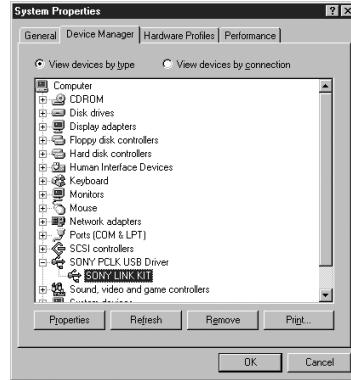 System Properties
General Device Manager Hardware Profiles Performance
View devices by type View devices by connection
Computer
CDROM
Disk drives
Display adapters
Floppy disk controllers
Hard disk controllers
Human Interface Devices
Keyboard
Monitors
Mouse
Network adapters
Ports (COM & LPT)
SCSI controllers
SONY PCLK USB Driver
SONY LINK KIT
Sound, video and game controllers
System devices
Properties Refresh Remove Print...
OK Cancel